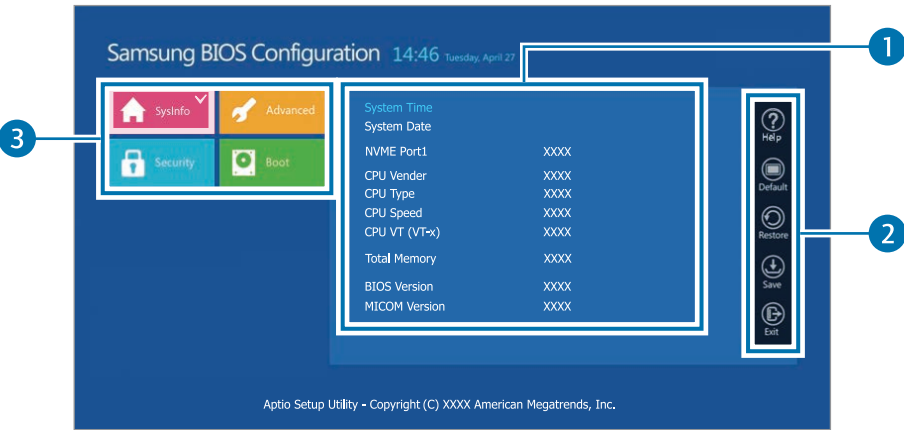 Samsung BIOS Configuration 14:46 Tuesday, April 27
1
SysInfo
Advanced
Security
Boot
3
System Time
System Date
NVME Port1 XXXX
CPU Vender XXXX
CPU Type XXXX
CPU Speed XXXX
CPU VT (VT-x) XXXX
Total Memory XXXX
BIOS Version XXXX
MICOM Version XXXX
Help
Default
Restore
Save
Exit
2
Aptio Setup Utility - Copyright (C) XXXX American Megatrends, Inc.